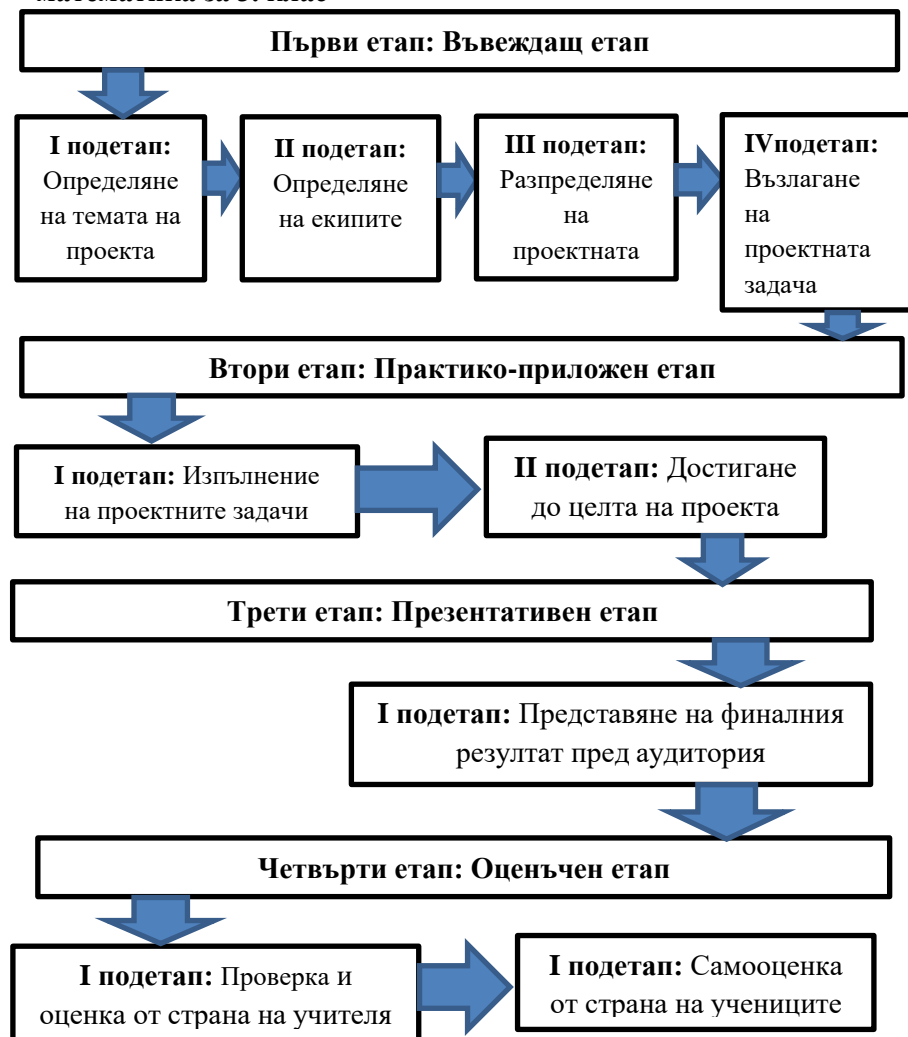 Първи етап: Въвеждащ етап
I подетап:
Определяне
на темата на
проекта
II подетап:
Определяне
на екипите
III подетап:
Разпределяне
на
проектната
IVподетап:
Възлагане
на
проектната
задача
Втори етап: Практико-приложен етап
I подетап: Изпълнение
на проектните задачи
II подетап: Достигане
до целта на проекта
Трети етап: Презентативен етап
I подетап: Представяне на финалния
резултат пред аудитория
Четвърти етап: Оценъчен етап
I подетап: Проверка и
оценка от страна на учителя
I подетап: Самооценка
от страна на учениците